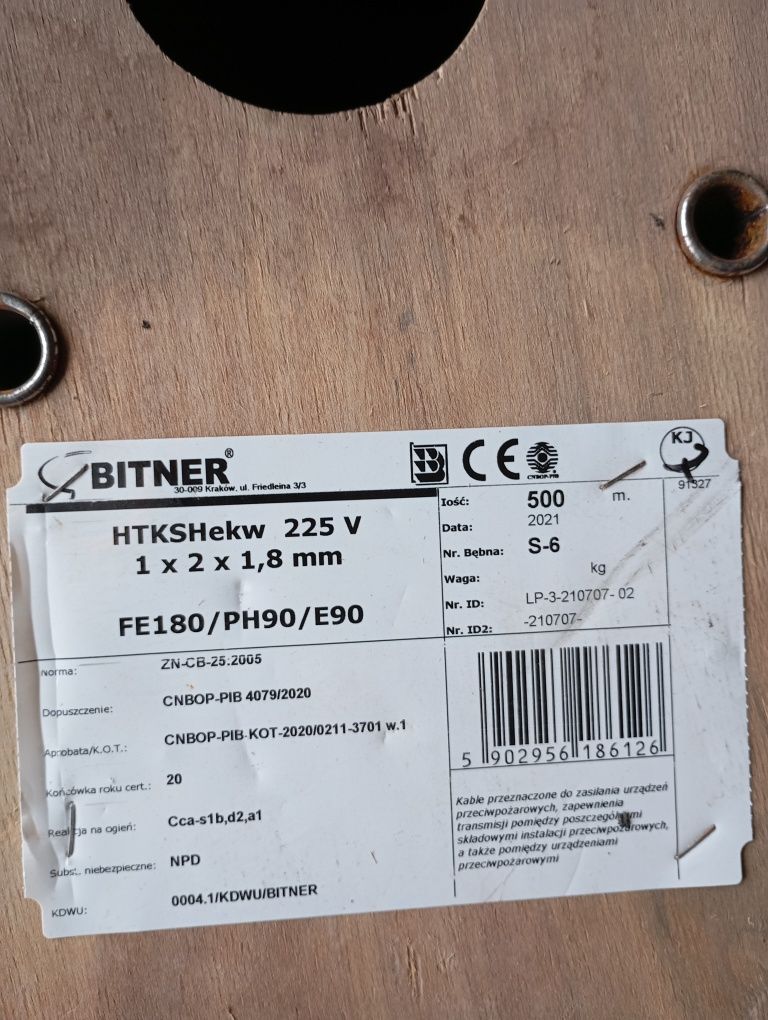 BITNER®
30-009 Kraków, ul. Friedleina 3/3
B CE CNBOP-PIB
KJ
91327
HTKSHekw 225 V
1 x 2 x 1,8 mm
FE180/PH90/E90
Iość: 500 m.
Data: 2021
Nr. Bębna: S-6
Waga: kg
Nr. ID: LP-3-210707- 02
Nr. ID2: -210707-
Norma: ZN-CB-25:2005
Dopuszczenie: CNBOP-PIB 4079/2020
Aprobata/K.O.T.: CNBOP-PIB-KOT-2020/0211-3701 w.1
Końcówka roku cert.: 20
Reakcja na ogień: Cca-s1b,d2,a1
Subst. niebezpieczne: NPD
KDWU: 0004.1/KDWU/BITNER
5 902956 186126
Kable przeznaczone do zasilania urządzeń
przeciwpożarowych, zapewnienia
transmisji pomiędzy poszczególnymi
składowymi instalacji przeciwpożarowych,
a także pomiędzy urządzeniami
przeciwpożarowymi